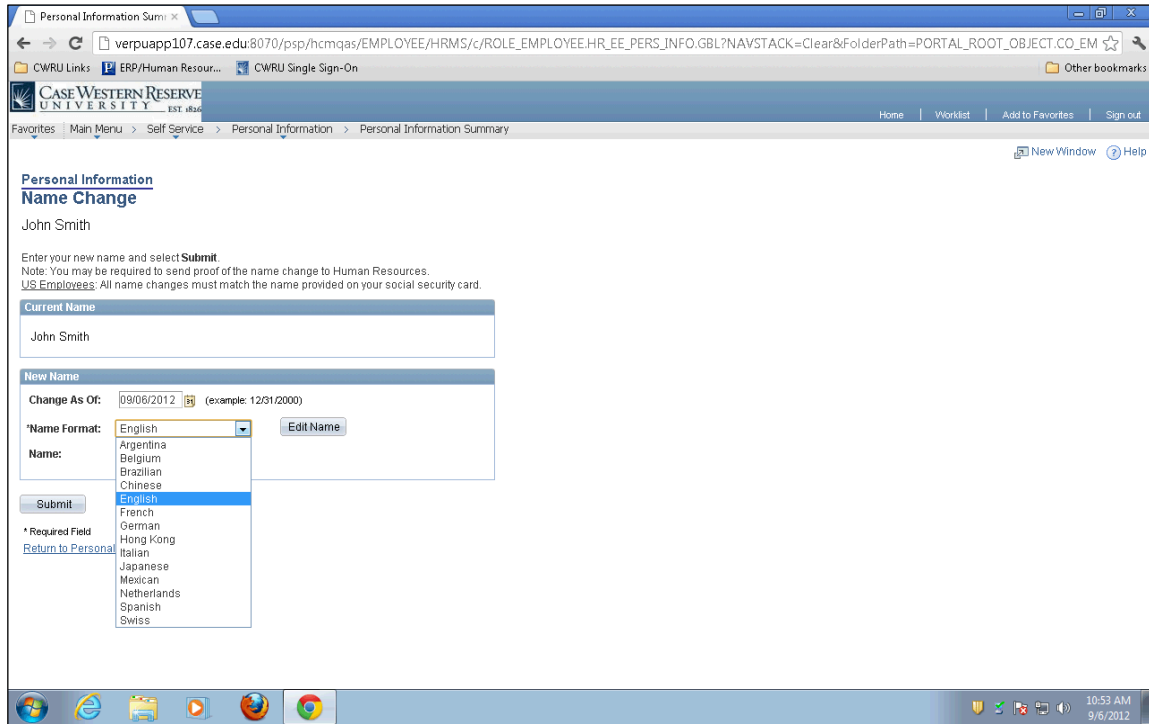 Personal Information Sum
verpuapp107.case.edu:8070/psp/hcmqas/EMPLOYEE/HRMS/c/ROLE_EMPLOYEE.HR_EE_PERS_INFO.GBL?NAVSTACK=Clear&FolderPath=PORTAL_ROOT_OBJECT.CO_EM
CWRU Links ERP/Human Resour... CWRU Single Sign-On Other bookmarks
CASE WESTERN RESERVE
UNIVERSITY EST. 1826
Home | Worklist | Add to Favorites | Sign out
Favorites | Main Menu > Self Service > Personal Information > Personal Information Summary
New Window ? Help
Personal Information
Name Change
John Smith
Enter your new name and select Submit.
Note: You may be required to send proof of the name change to Human Resources.
US Employees: All name changes must match the name provided on your social security card.
Current Name
John Smith
New Name
Change As Of: 09/06/2012 31 (example: 12/31/2000)
*Name Format: English Edit Name
Name:
Argentina
Belgium
Brazilian
Chinese
English
French
German
Hong Kong
Italian
Japanese
Mexican
Netherlands
Spanish
Swiss
Submit
* Required Field
Return to Personal
10:53 AM
9/6/2012